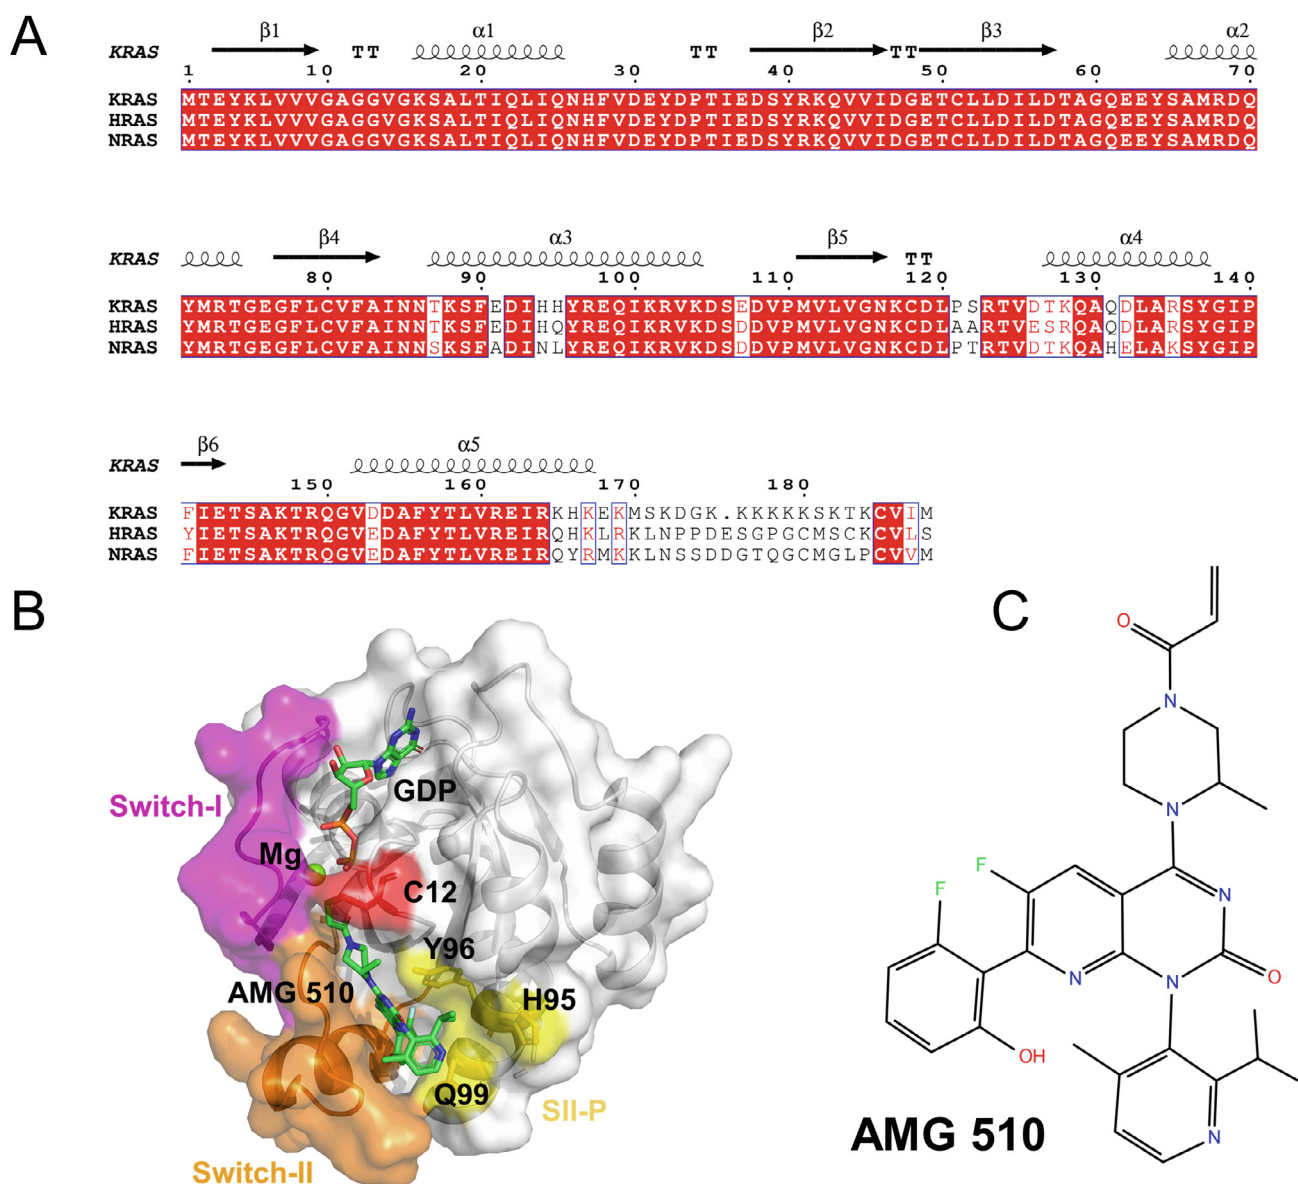 A
β1 α1 β2 β3 α2
KRAS TT TT TT
1 10 20 30 40 50 60 70
KRAS MTEYKLVVVGAGGVGKSALTIQLIQNHFVDEYDPTIEDSYRKQVVIDGETCLLDILDTAGQEEYSAMRDQ
HRAS MTEYKLVVVGAGGVGKSALTIQLIQNHFVDEYDPTIEDSYRKQVVIDGETCLLDILDTAGQEEYSAMRDQ
NRAS MTEYKLVVVGAGGVGKSALTIQLIQNHFVDEYDPTIEDSYRKQVVIDGETCLLDILDTAGQEEYSAMRDQ
β4 α3 β5 α4
KRAS TT
80 90 100 110 120 130 140
KRAS YMRTGEGFLCVFAINNTKSFEDIHHYREQIKRVKDSEDVPMVLVGNKCDLPSRTVDTKQAQDLARSYGIP
HRAS YMRTGEGFLCVFAINNTKSFEDIHQYREQIKRVKDSDDVPMVLVGNKCDLAARTVESRQAQDLARSYGIP
NRAS YMRTGEGFLCVFAINNSKSFADINLYREQIKRVKDSDDVPMVLVGNKCDLPTRTVDTKQAHELAKSYGIP
β6 α5
KRAS
150 160 170 180
KRAS FIETSAKTRQGVDDAFYTLVREIRKHKEKMSKDGK.KKKKKSKTKCVIM
HRAS YIETSAKTRQGVEDAFYTLVREIRQHKLRKLNPPDESGPGCMSCKCVLS
NRAS FIETSAKTRQGVEDAFYTLVREIRQYRMKKLNSSDDGTQGCMGLPCVVM
B
GDP
Switch-I
Mg
C12
Y96
AMG 510
H95
Q99
SII-P
Switch-II
C
O
N
N
F
F
N
N
N
O
OH
N
AMG 510